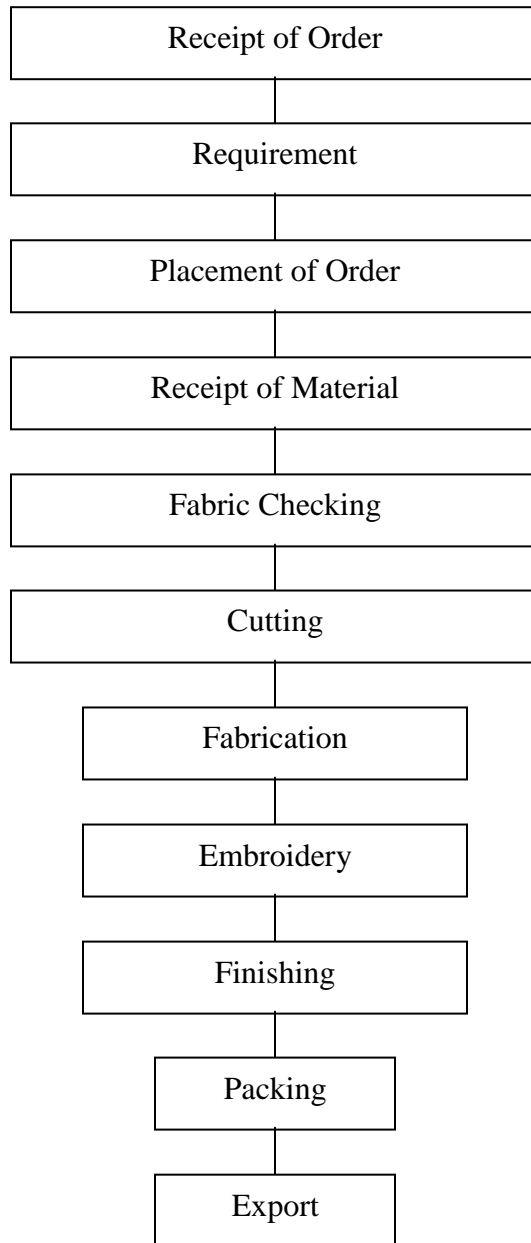 Receipt of Order
Requirement
Placement of Order
Receipt of Material
Fabric Checking
Cutting
Fabrication
Embroidery
Finishing
Packing
Export